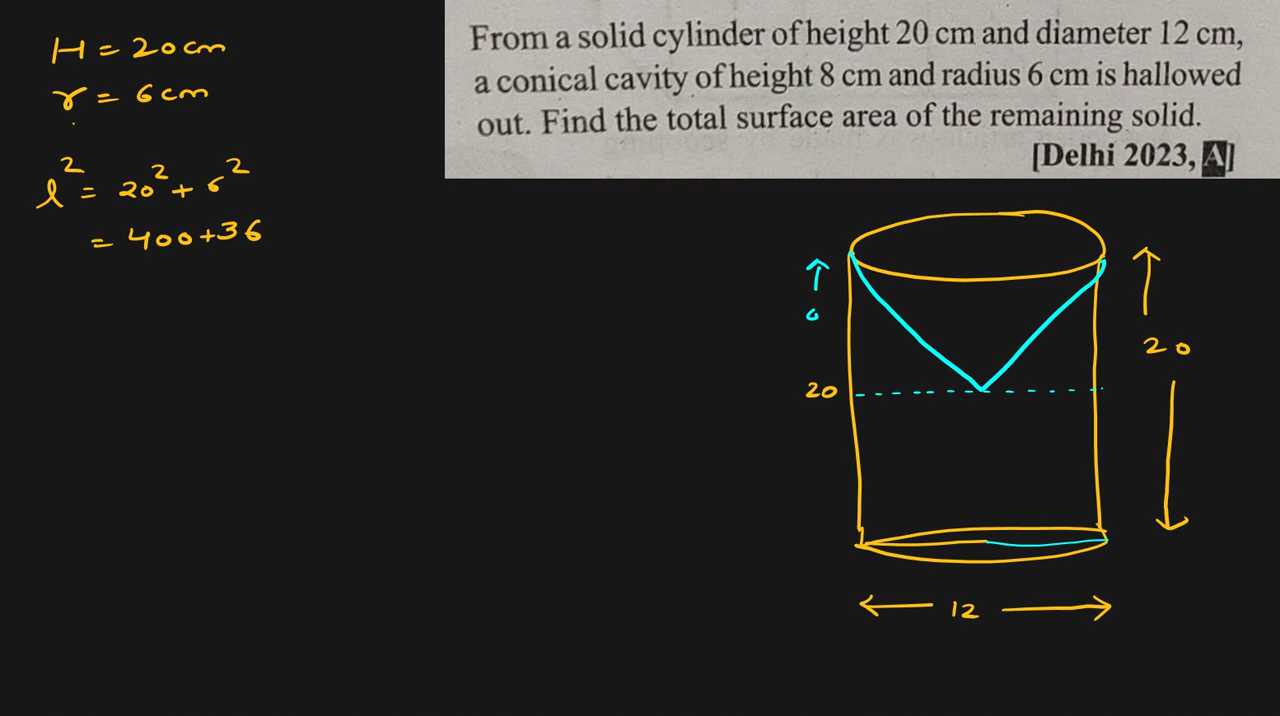 H = 20cm
r = 6cm
l² = 20² + 6²
= 400+36
From a solid cylinder of height 20 cm and diameter 12 cm,
a conical cavity of height 8 cm and radius 6 cm is hallowed
out. Find the total surface area of the remaining solid.
[Delhi 2023, A]
20
20
12